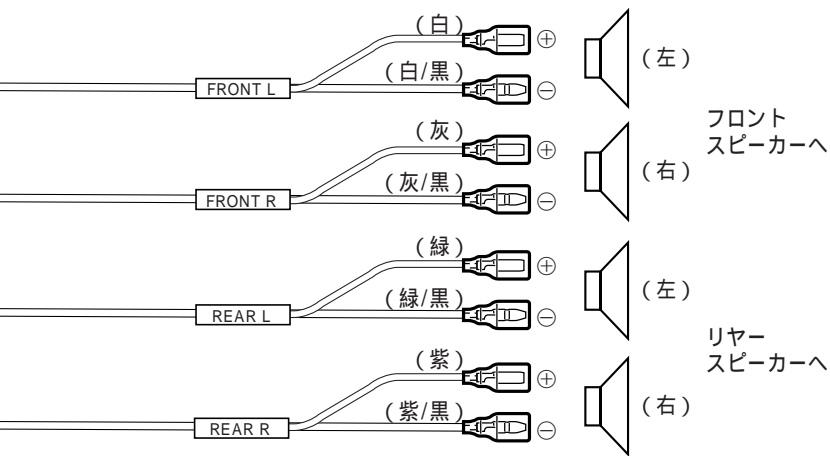 （白）
⊕
（左）
（白/黒）
FRONT L
⊖
フロント
スピーカーへ
（灰）
⊕
（右）
（灰/黒）
FRONT R
⊖
（緑）
⊕
（左）
（緑/黒）
REAR L
⊖
リヤー
スピーカーへ
（紫）
⊕
（右）
（紫/黒）
REAR R
⊖